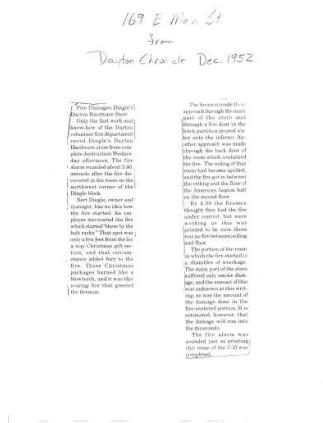 169 E Main St
from
Dayton Chronicle Dec. 1952
Fire Damages Dingle's
Dayton Hardware Store
Only the fast work and
know-how of the Dayton
volunteer fire department
saved Dingle's Dayton
Hardware store from com-
plete destruction Wednes-
day afternoon. The fire
alarm sounded about 3:40,
seconds after the fire dis-
covered in the room on the
northwest corner of the
Dingle block.
Bert Dingle, owner and
manager, has no idea how
the fire started. An em-
ployee discovered the fire
which started "there by the
bolt racks." That spot was
only a few feet from the lay
a way Christmas gift sec-
tion, and that circum-
stance added fury to the
fire. Those Christmas
packages burned like a
blowtorch, and it was this
roaring fire that greeted
the firemen.
The firemen made their
approach through the main
part of the store and
through a fire door in the
brick partition poured wa-
ter onto the inferno. An-
other approach was made
through the back door of
the room which contained
the fire. The ceiling of that
room had become ignited,
and the fire got in between
the ceiling and the floor of
the American Legion hall
on the second floor.
By 4:30 the firemen
thought they had the fire
under control, but were
working as this was
printed to be sure there
was no fire between ceiling
and floor.
The portion of the room
in which the fire started is
a shambles of wreckage.
The main part of the store
suffered only smoke dam-
age, and the amount of this
was unknown at this writ-
ing, as was the amount of
the damage done in the
fire-centered portion. It is
estimated, however, that
the damage will run into
the thousands.
The fire alarm was
sounded just as printing
this issue of the C-D was
completed.